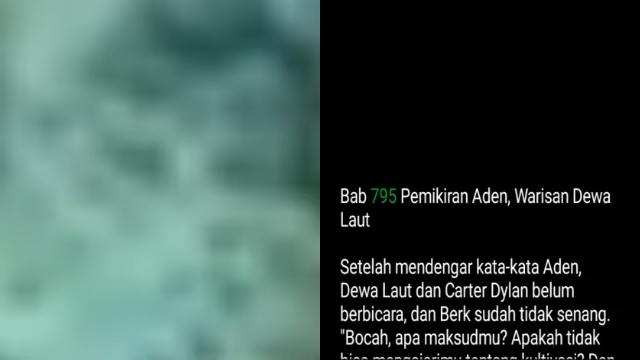 Bab 795 Pemikiran Aden, Warisan Dewa
Laut
Setelah mendengar kata-kata Aden,
Dewa Laut dan Carter Dylan belum
berbicara, dan Berk sudah tidak senang.
"Bocah, apa maksudmu? Apakah tidak